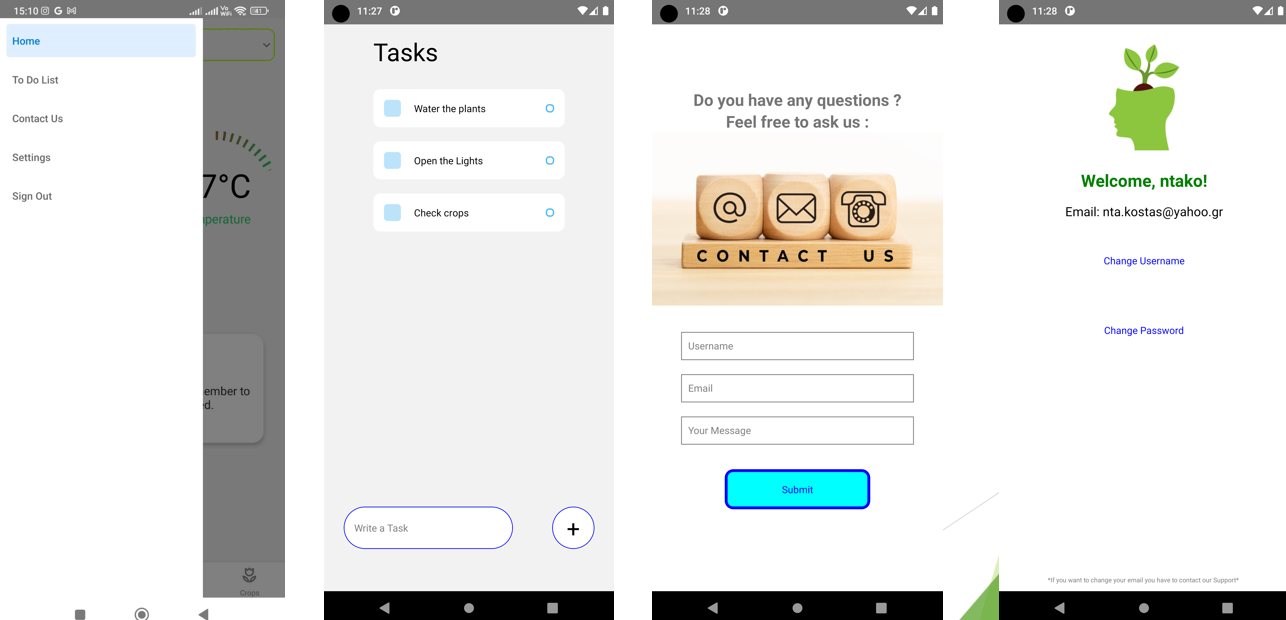 15:10
Vo
WiFi
41
Home
To Do List
Contact Us
Settings
Sign Out
7°C
perature
ember to
ed.
Crops
11:27
Tasks
Water the plants
Open the Lights
Check crops
Write a Task
+
11:28
Do you have any questions ?
Feel free to ask us :
@
CONTACT US
Username
Email
Your Message
Submit
11:28
Welcome, ntako!
Email: nta.kostas@yahoo.gr
Change Username
Change Password
*If you want to change your email you have to contact our Support*